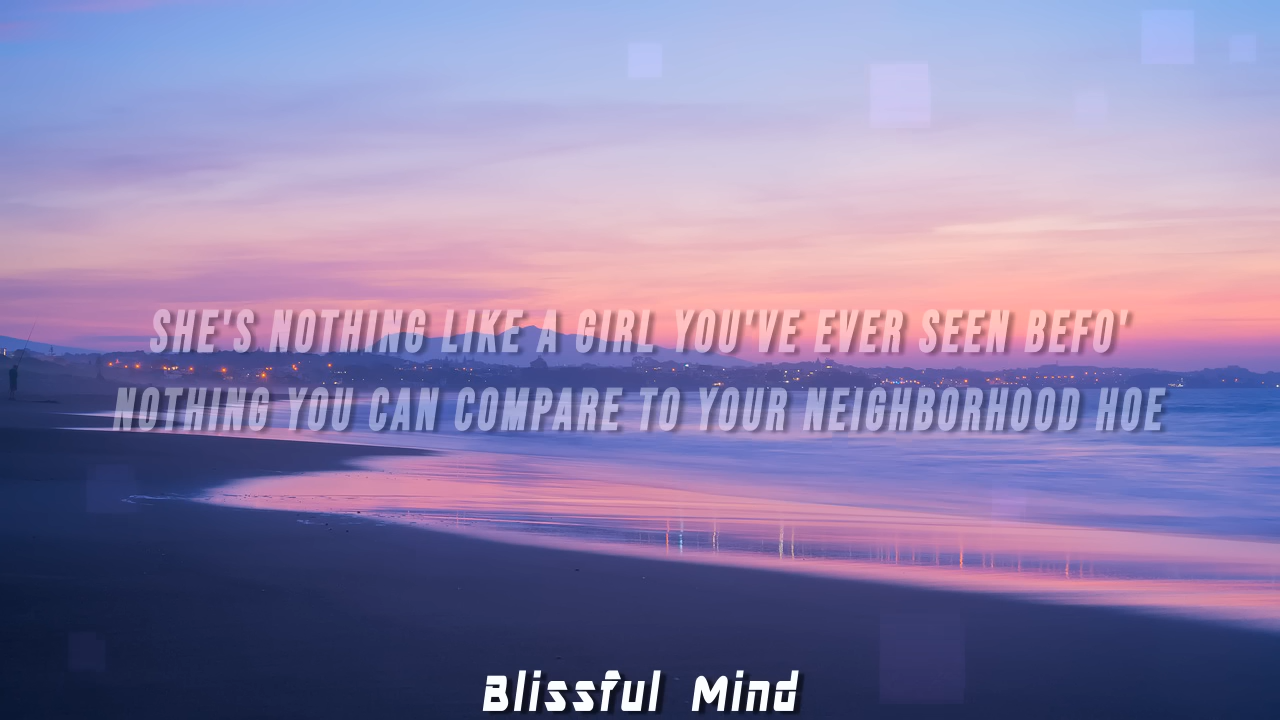 SHE'S NOTHING LIKE A GIRL YOU'VE EVER SEEN BEFO'
NOTHING YOU CAN COMPARE TO YOUR NEIGHBORHOOD HOE
Blissful Mind